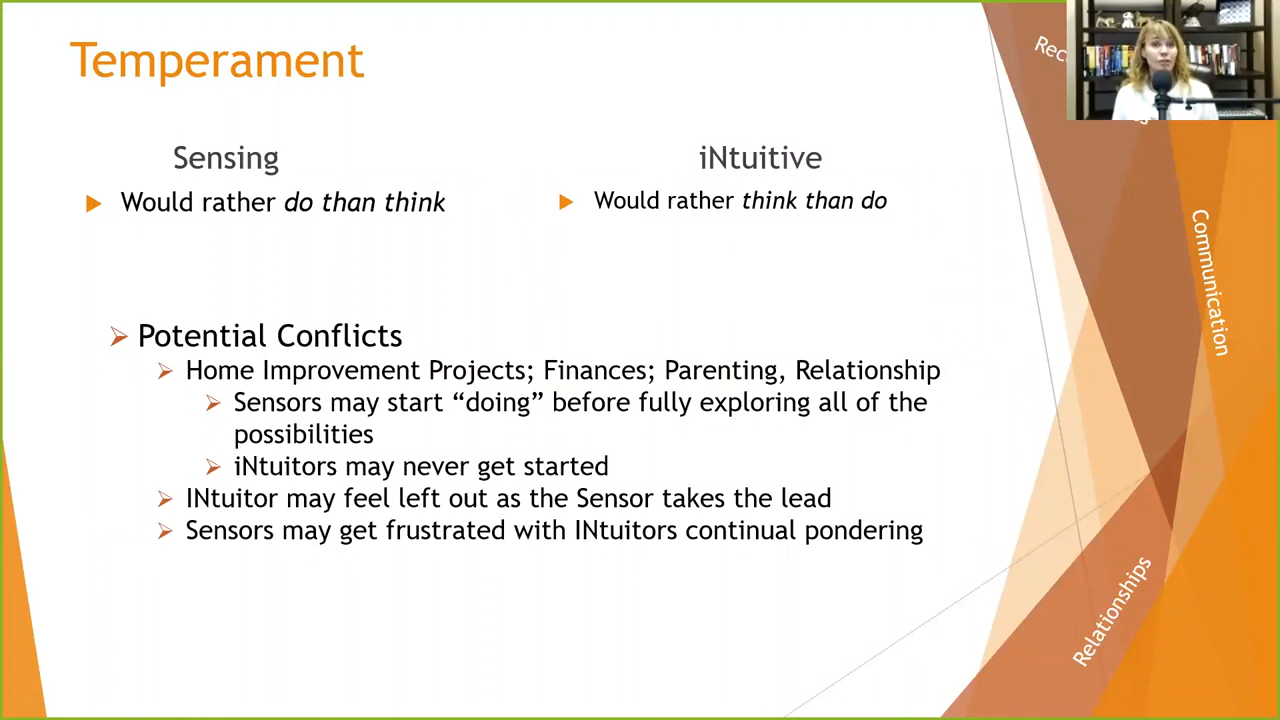 Temperament
Sensing
iNtuitive
Would rather do than think
Would rather think than do
Potential Conflicts
Home Improvement Projects; Finances; Parenting, Relationship
Sensors may start “doing” before fully exploring all of the
possibilities
iNtuitors may never get started
INtuitor may feel left out as the Sensor takes the lead
Sensors may get frustrated with INtuitors continual pondering
Communication
Relationships